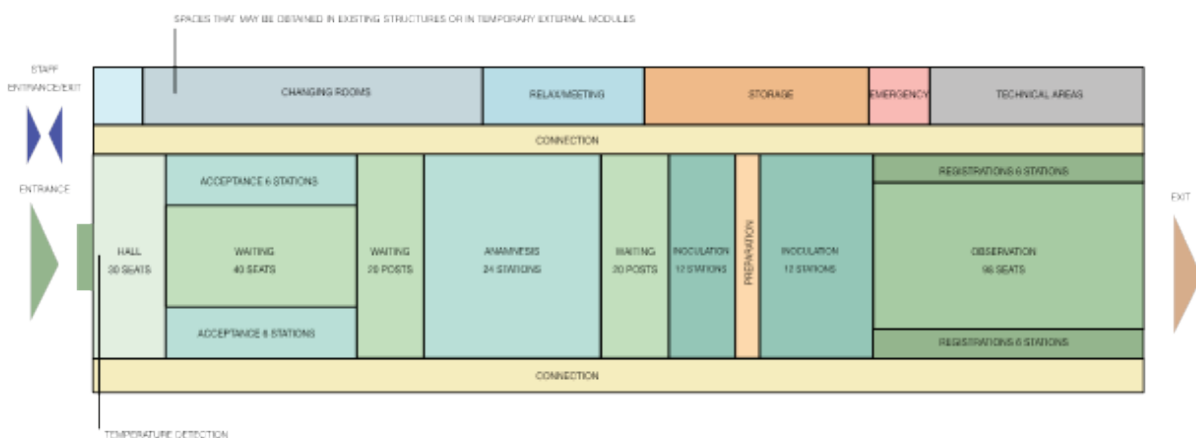 SPACES THAT MAY BE OBTAINED IN EXISTING STRUCTURES OR IN TEMPORARY EXTERNAL MODULES
STAFF
ENTRANCE/EXIT
CHANGING ROOMS
RELAX/MEETING
STORAGE
EMERGENCY
TECHNICAL AREAS
CONNECTION
ENTRANCE
EXIT
HALL
30 SEATS
ACCEPTANCE 6 STATIONS
WAITING
40 SEATS
ACCEPTANCE 6 STATIONS
WAITING
20 POSTS
ANAMNESIS
24 STATIONS
WAITING
20 POSTS
INOCULATION
12 STATIONS
PREPARATION
INOCULATION
12 STATIONS
REGISTRATIONS 6 STATIONS
OBSERVATION
96 SEATS
REGISTRATIONS 6 STATIONS
CONNECTION
TEMPERATURE DETECTION